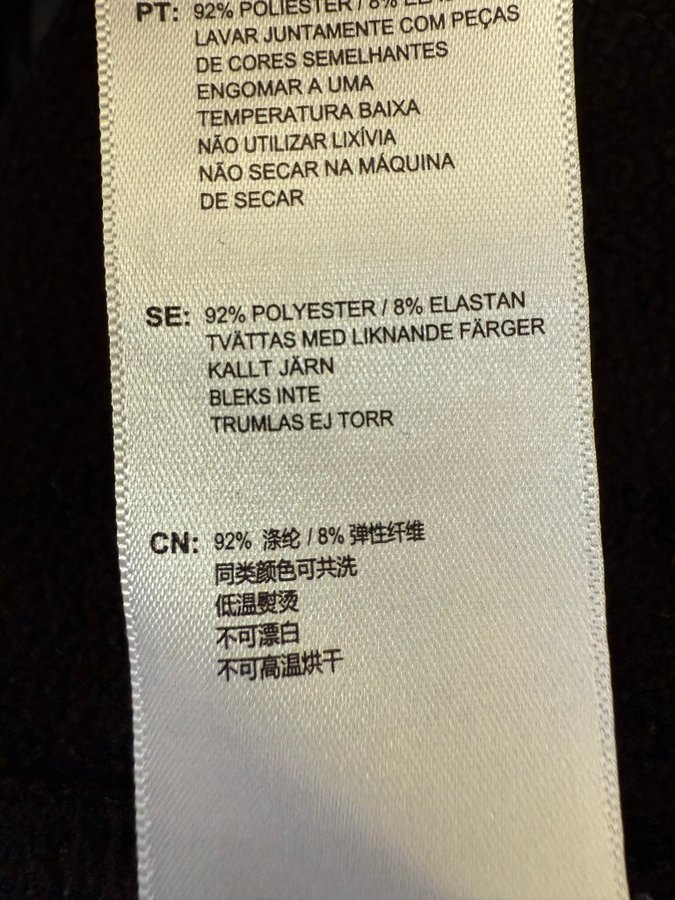 PT: 92% POLIÉSTER / 8%
LAVAR JUNTAMENTE COM PEÇAS
DE CORES SEMELHANTES
ENGOMAR A UMA
TEMPERATURA BAIXA
NÃO UTILIZAR LIXÍVIA
NÃO SECAR NA MÁQUINA
DE SECAR
SE: 92% POLYESTER / 8% ELASTAN
TVÄTTAS MED LIKNANDE FÄRGER
KALLT JÄRN
BLEKS INTE
TRUMLAS EJ TORR
CN: 92% 涤纶 / 8% 弹性纤维
同类颜色可共洗
低温熨烫
不可漂白
不可高温烘干